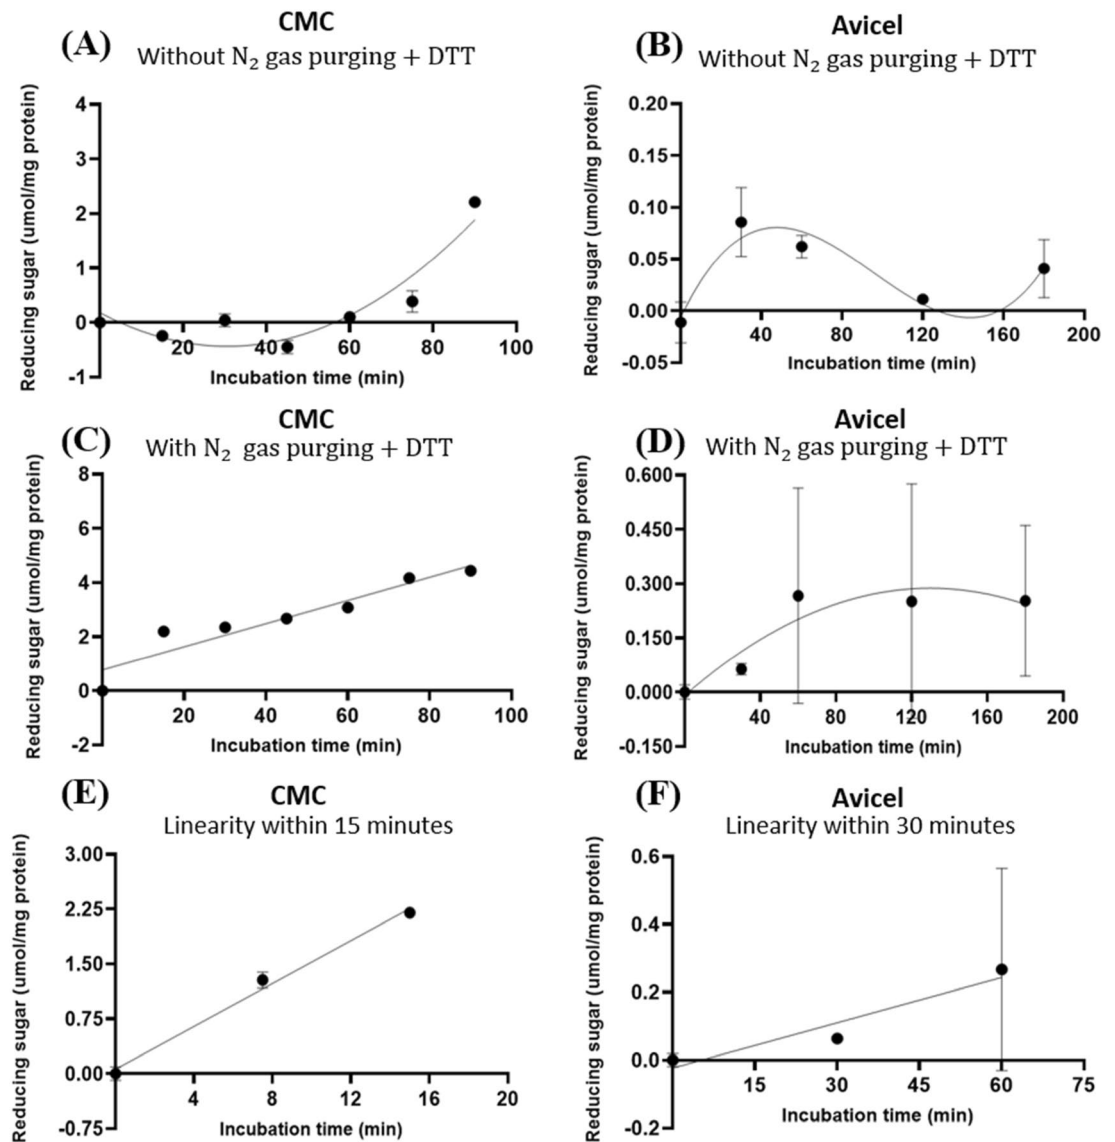 (A)
CMC
Without N₂ gas purging + DTT
Reducing sugar (umol/mg protein)
4
3
2
1
0
-1
20
40
60
80
100
Incubation time (min)
(B)
Avicel
Without N₂ gas purging + DTT
Reducing sugar (umol/mg protein)
0.20
0.15
0.10
0.05
0.00
-0.05
40
80
120
160
200
Incubation time (min)
(C)
CMC
With N₂ gas purging + DTT
Reducing sugar (umol/mg protein)
8
6
4
2
0
-2
20
40
60
80
100
Incubation time (min)
(D)
Avicel
With N₂ gas purging + DTT
Reducing sugar (umol/mg protein)
0.600
0.450
0.300
0.150
0.000
-0.150
40
80
120
160
200
Incubation time (min)
(E)
CMC
Linearity within 15 minutes
Reducing sugar (umol/mg protein)
3.00
2.25
1.50
0.75
0.00
-0.75
4
8
12
16
20
Incubation time (min)
(F)
Avicel
Linearity within 30 minutes
Reducing sugar (umol/mg protein)
0.6
0.4
0.2
0.0
-0.2
15
30
45
60
75
Incubation time (min)